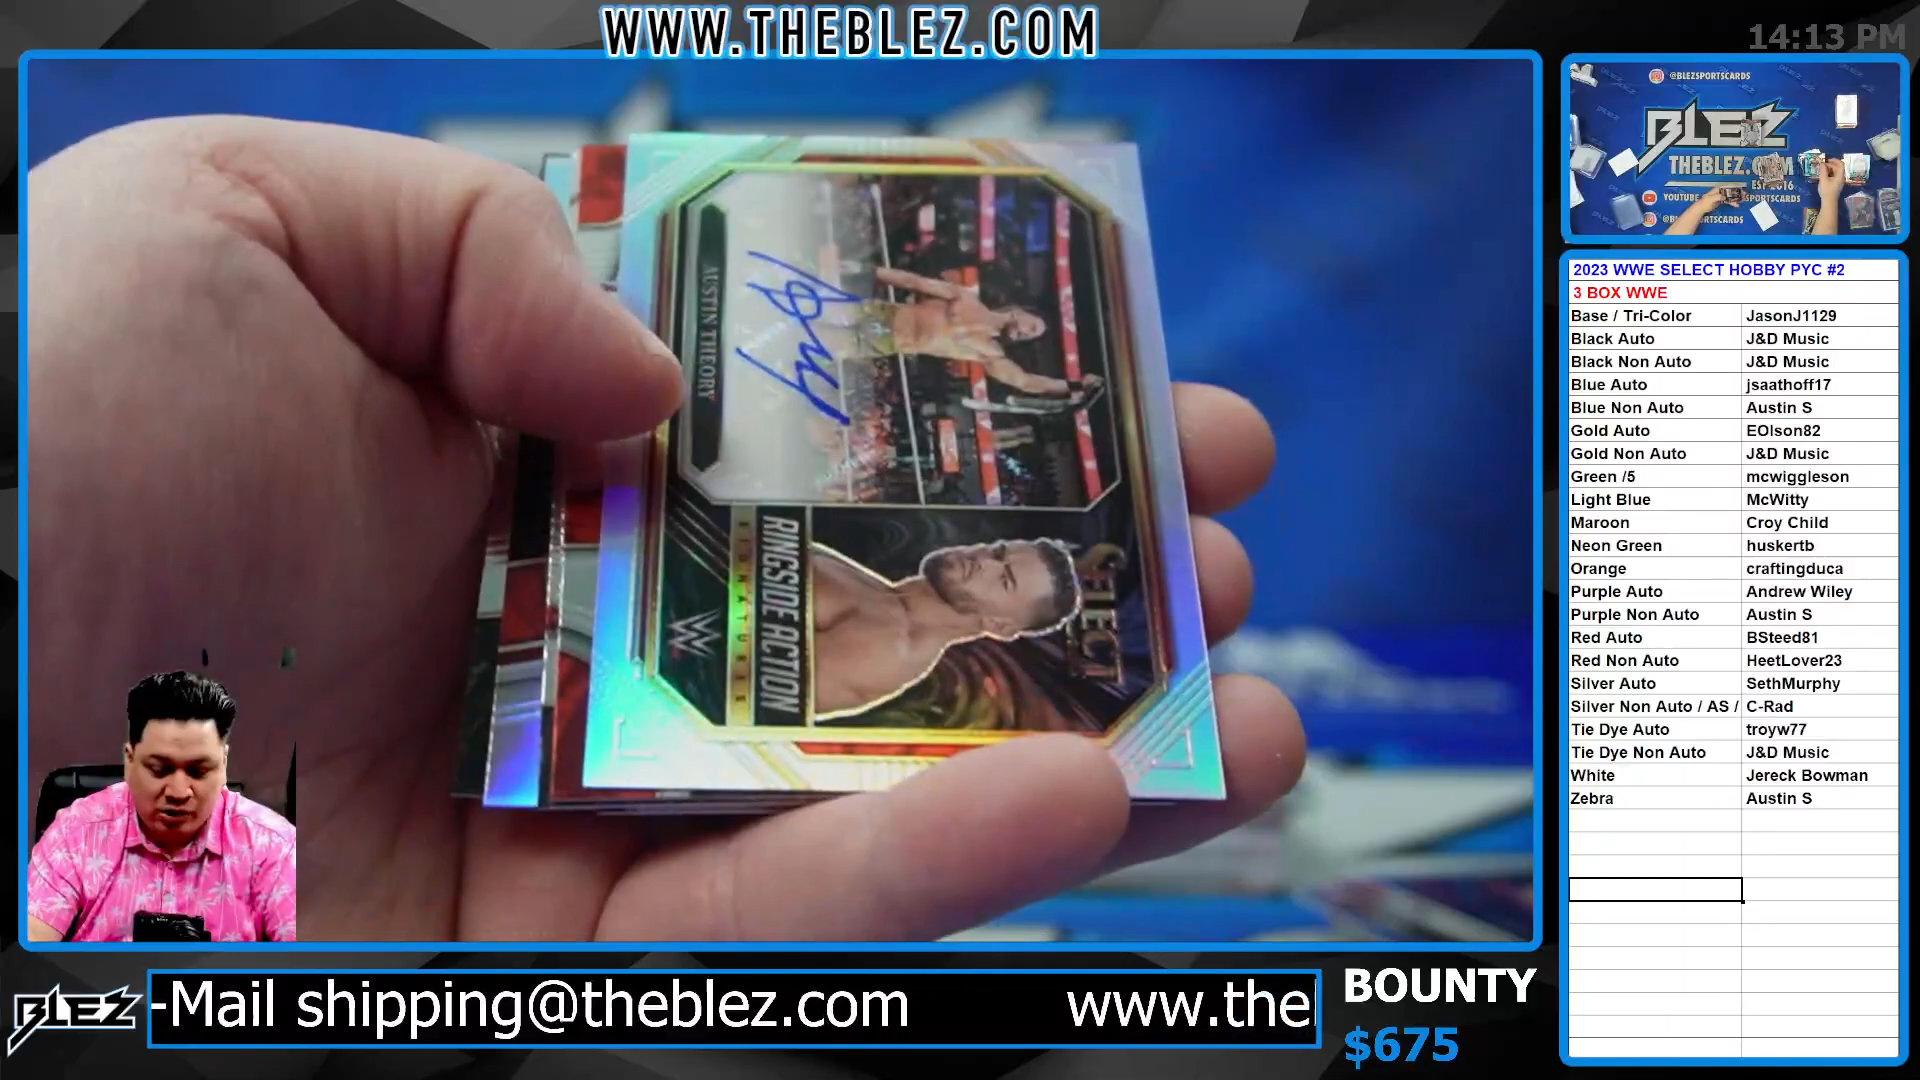 WWW.THEBLEZ.COM
14:13 PM
AUSTIN THEORY
RINGSIDE ACTION
SIGNATURES
SELECT
W
@BLEZSPORTSCARDS
BLEZ
THEBLEZ.COM
EST 2016
2023 WWE SELECT HOBBY PYC #2
3 BOX WWE
Base / Tri-Color JasonJ1129
Black Auto J&D Music
Black Non Auto J&D Music
Blue Auto jsaathoff17
Blue Non Auto Austin S
Gold Auto EOlson82
Gold Non Auto J&D Music
Green /5 mcwiggleson
Light Blue McWitty
Maroon Croy Child
Neon Green huskertb
Orange craftingduca
Purple Auto Andrew Wiley
Purple Non Auto Austin S
Red Auto BSteed81
Red Non Auto HeetLover23
Silver Auto SethMurphy
Silver Non Auto / AS / C-Rad
Tie Dye Auto troyw77
Tie Dye Non Auto J&D Music
White Jereck Bowman
Zebra Austin S
BLEZ
-Mail shipping@theblez.com www.the
BOUNTY
$675